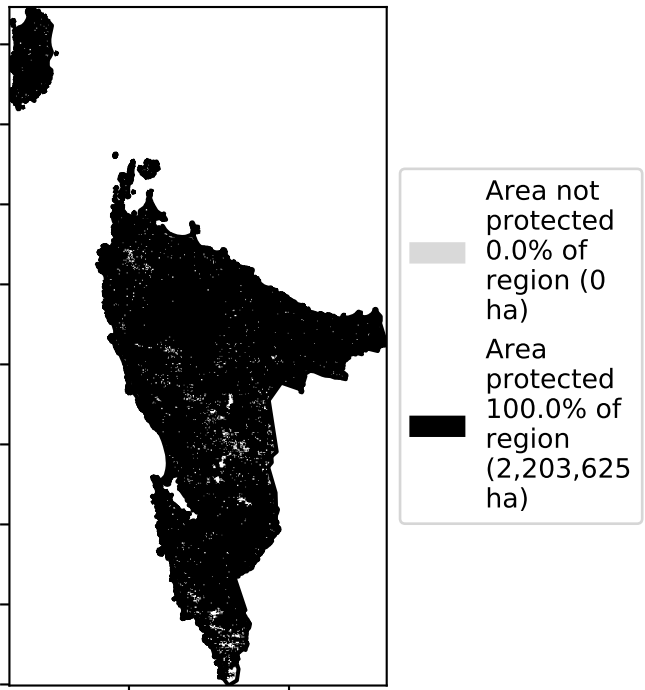 Area not
protected
0.0% of
region (0
ha)
Area
protected
100.0% of
region
(2,203,625
ha)